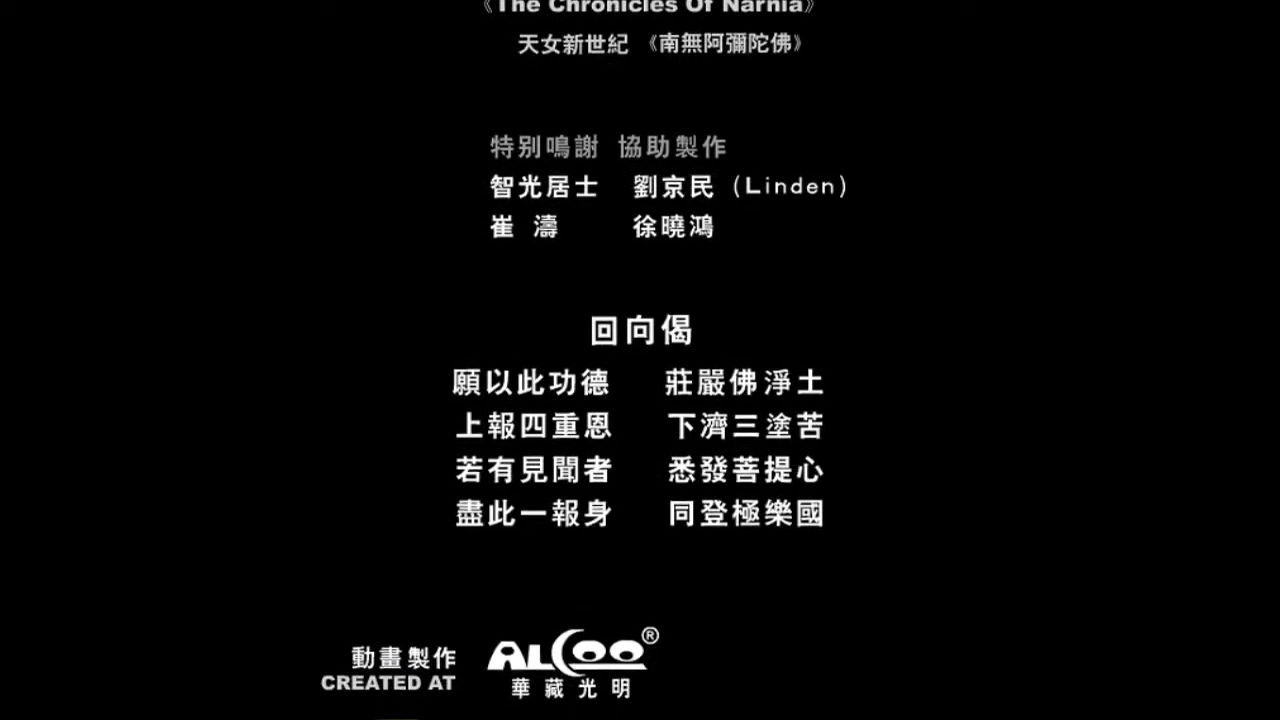 《The Chronicles Of Narnia》
天女新世紀 《南無阿彌陀佛》
特别鳴謝 協助製作
智光居士 劉京民 (Linden)
崔 濤 徐曉鴻
回向偈
願以此功德 莊嚴佛淨土
上報四重恩 下濟三塗苦
若有見聞者 悉發菩提心
盡此一報身 同登極樂國
動畫製作 ALCOO®
CREATED AT 華藏光明